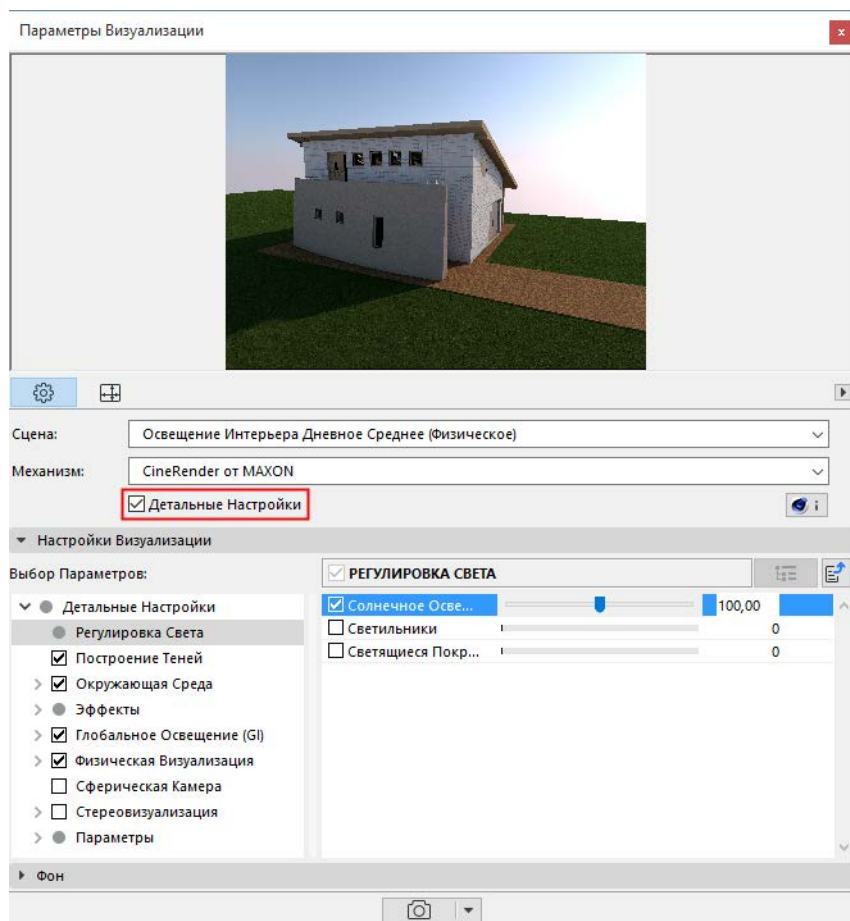 Параметры Визуализации
x
Сцена: Освещение Интерьера Дневное Среднее (Физическое)
Механизм: CineRender от MAXON
Детальные Настройки
i
Настройки Визуализации
Выбор Параметров:
РЕГУЛИРОВКА СВЕТА
Детальные Настройки
Регулировка Света
Построение Теней
Окружающая Среда
Эффекты
Глобальное Освещение (GI)
Физическая Визуализация
Сферическая Камера
Стереовизуализация
Параметры
Солнечное Осве... 100,00
Светильники 0
Светящиеся Покр... 0
Фон